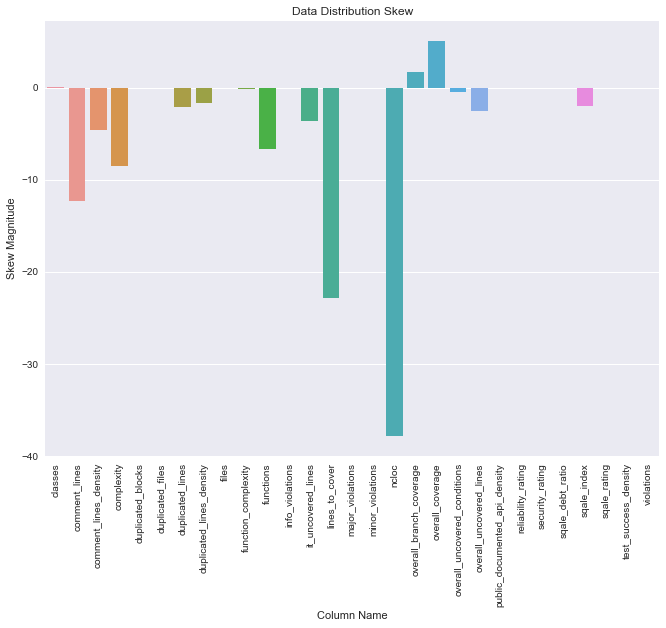 Data Distribution Skew
0
−10
−20
−30
−40
Skew Magnitude
classes
comment_lines
comment_lines_density
complexity
duplicated_blocks
duplicated_files
duplicated_lines
duplicated_lines_density
files
function_complexity
functions
info_violations
it_uncovered_lines
lines_to_cover
major_violations
minor_violations
ncloc
overall_branch_coverage
overall_coverage
overall_uncovered_conditions
overall_uncovered_lines
public_documented_api_density
reliability_rating
security_rating
sqale_debt_ratio
sqale_index
sqale_rating
test_success_density
violations
Column Name